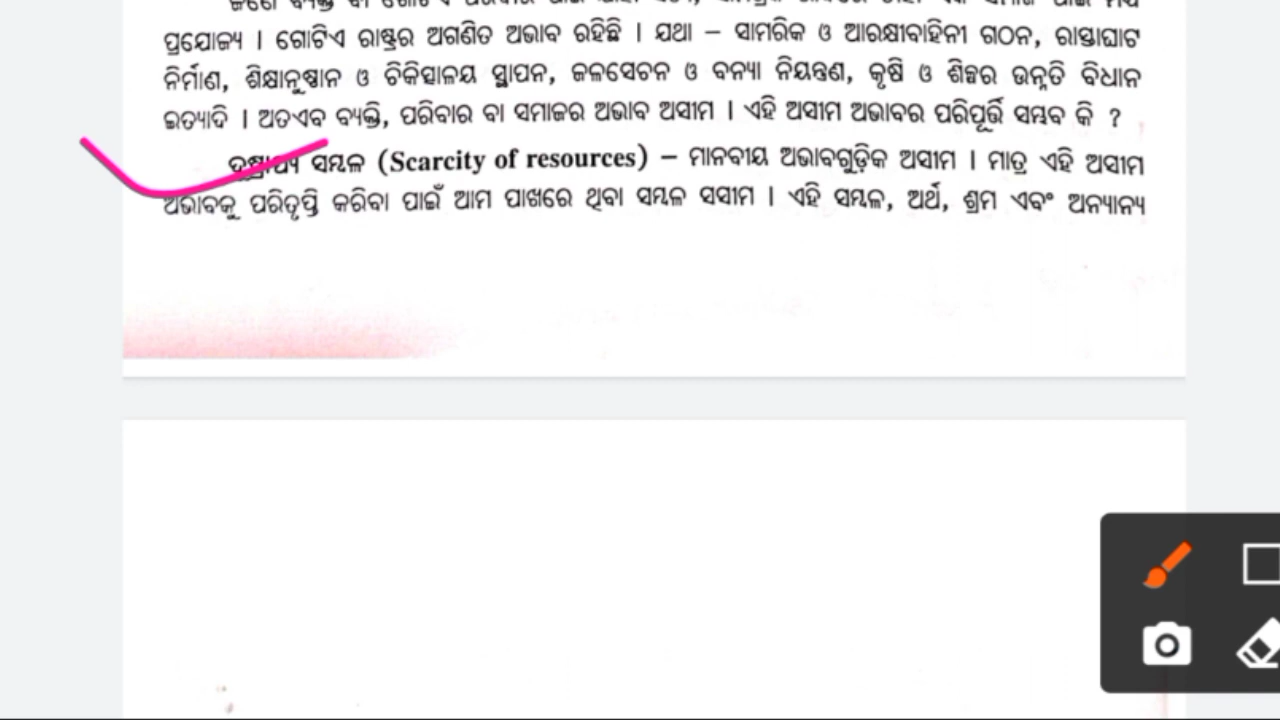 ପ୍ରଯୋଜ୍ୟ । ଗୋଟିଏ ରାଷ୍ଟ୍ରର ଅଗଣିତ ଅଭାବ ରହିଛି । ଯଥା – ସାମରିକ ଓ ଆରକ୍ଷୀବାହିନୀ ଗଠନ, ରାସ୍ତାଘାଟ
ନିର୍ମାଣ, ଶିକ୍ଷାନୁଷ୍ଠାନ ଓ ଚିକିତ୍ସାଳୟ ସ୍ଥାପନ, ଜଳସେଚନ ଓ ବନ୍ୟା ନିୟନ୍ତ୍ରଣ, କୃଷି ଓ ଶିଳ୍ପର ଉନ୍ନତି ବିଧାନ
ଇତ୍ୟାଦି । ଅତଏବ ବ୍ୟକ୍ତି, ପରିବାର ବା ସମାଜର ଅଭାବ ଅସୀମ । ଏହି ଅସୀମ ଅଭାବର ପରିପୂର୍ତ୍ତି ସମ୍ଭବ କି ?
ଦୁଷ୍ପ୍ରାପ୍ୟ ସମ୍ବଳ (Scarcity of resources) – ମାନବୀୟ ଅଭାବଗୁଡ଼ିକ ଅସୀମ । ମାତ୍ର ଏହି ଅସୀମ
ଅଭାବକୁ ପରିତୃପ୍ତି କରିବା ପାଇଁ ଆମ ପାଖରେ ଥିବା ସମ୍ବଳ ସସୀମ । ଏହି ସମ୍ବଳ, ଅର୍ଥ, ଶ୍ରମ ଏବଂ ଅନ୍ୟାନ୍ୟ